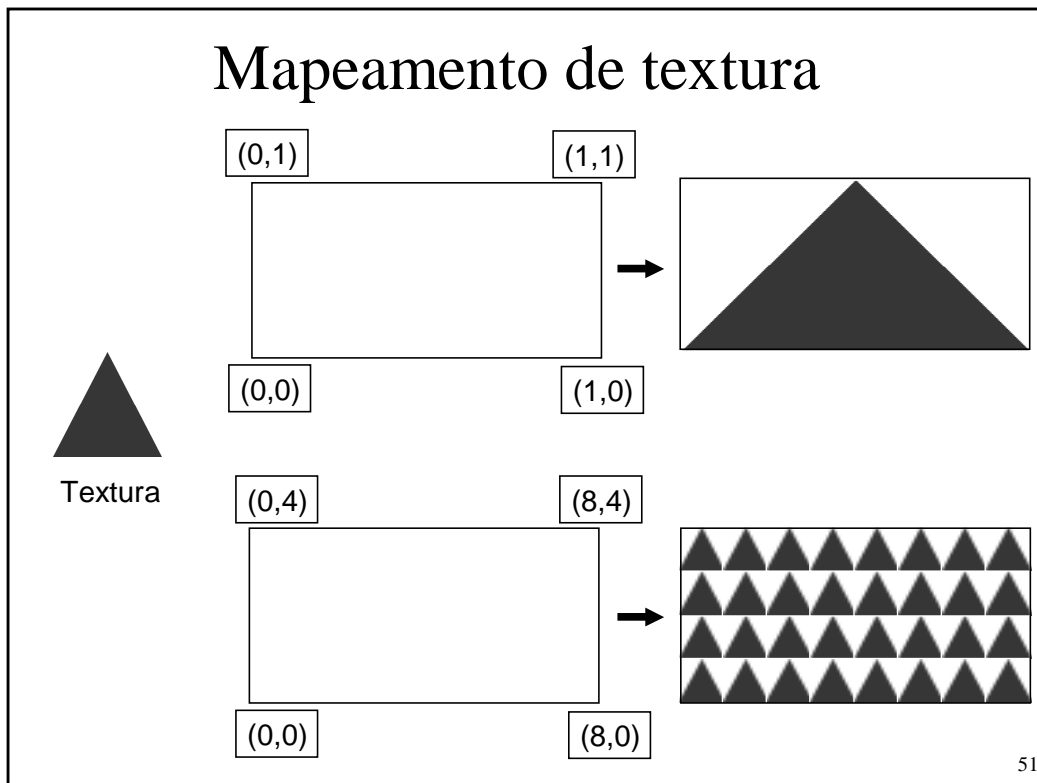 Mapeamento de textura
(0,1) (1,1)
(0,0) (1,0)
Textura
(0,4) (8,4)
(0,0) (8,0)
51